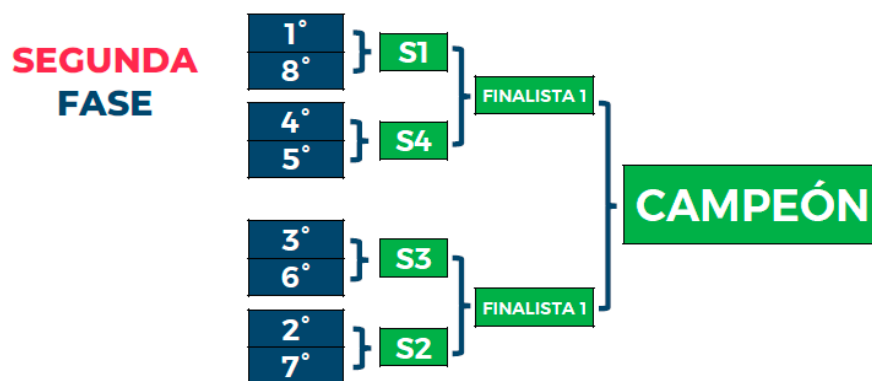 SEGUNDA
FASE
1°
8°
S1
4°
5°
S4
FINALISTA 1
3°
6°
S3
2°
7°
S2
FINALISTA 1
CAMPEÓN